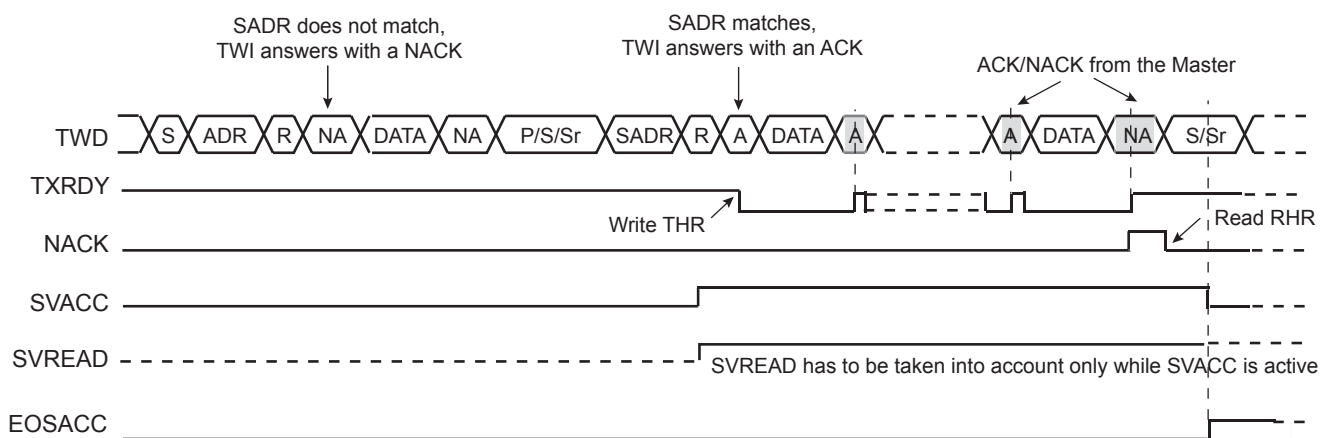 SADR does not match,
TWI answers with a NACK
SADR matches,
TWI answers with an ACK
ACK/NACK from the Master
TWD S ADR R NA DATA NA P/S/Sr SADR R A DATA A A DATA NA S/Sr
TXRDY
Write THR
Read RHR
NACK
SVACC
SVREAD
SVREAD has to be taken into account only while SVACC is active
EOSACC